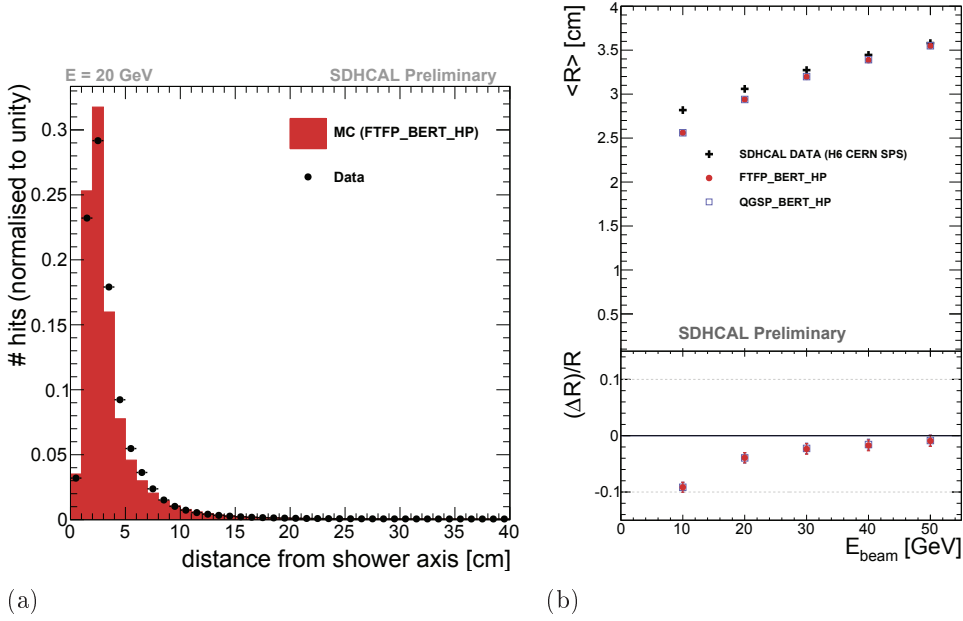 E = 20 GeV
SDHCAL Preliminary
# hits (normalised to unity)
0.3
0.25
0.2
0.15
0.1
0.05
0
MC (FTFP_BERT_HP)
Data
0 5 10 15 20 25 30 35 40
distance from shower axis [cm]
(a)
<R> [cm]
4
3.5
3
2.5
2
1.5
1
0.5
SDHCAL DATA (H6 CERN SPS)
FTFP_BERT_HP
QGSP_BERT_HP
SDHCAL Preliminary
(ΔR)/R
0.1
0
-0.1
0 10 20 30 40 50
E_beam [GeV]
(b)